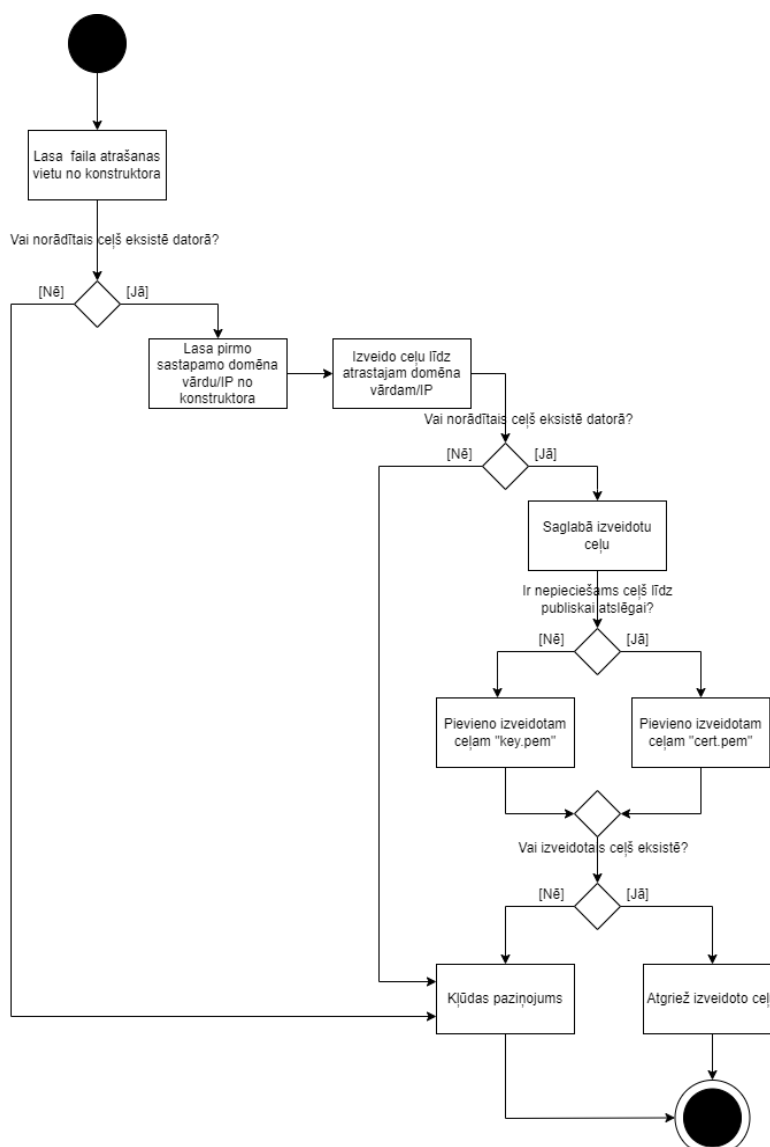 Lasa faila atrašanas
vietu no konstruktora
Vai norādītais ceļš eksistē datorā?
[Nē]
[Jā]
Lasa pirmo
sastapamo domēna
vārdu/IP no
konstruktora
Izveido ceļu līdz
atrastajam domēna
vārdam/IP
Vai norādītais ceļš eksistē datorā?
[Nē]
[Jā]
Saglabā izveidotu
ceļu
Ir nepieciešams ceļš līdz
publiskai atslēgai?
[Nē]
[Jā]
Pievieno izveidotam
ceļam "key.pem"
Pievieno izveidotam
ceļam "cert.pem"
Vai izveidotais ceļš eksistē?
[Nē]
[Jā]
Kļūdas paziņojums
Atgriež izveidoto ceļ